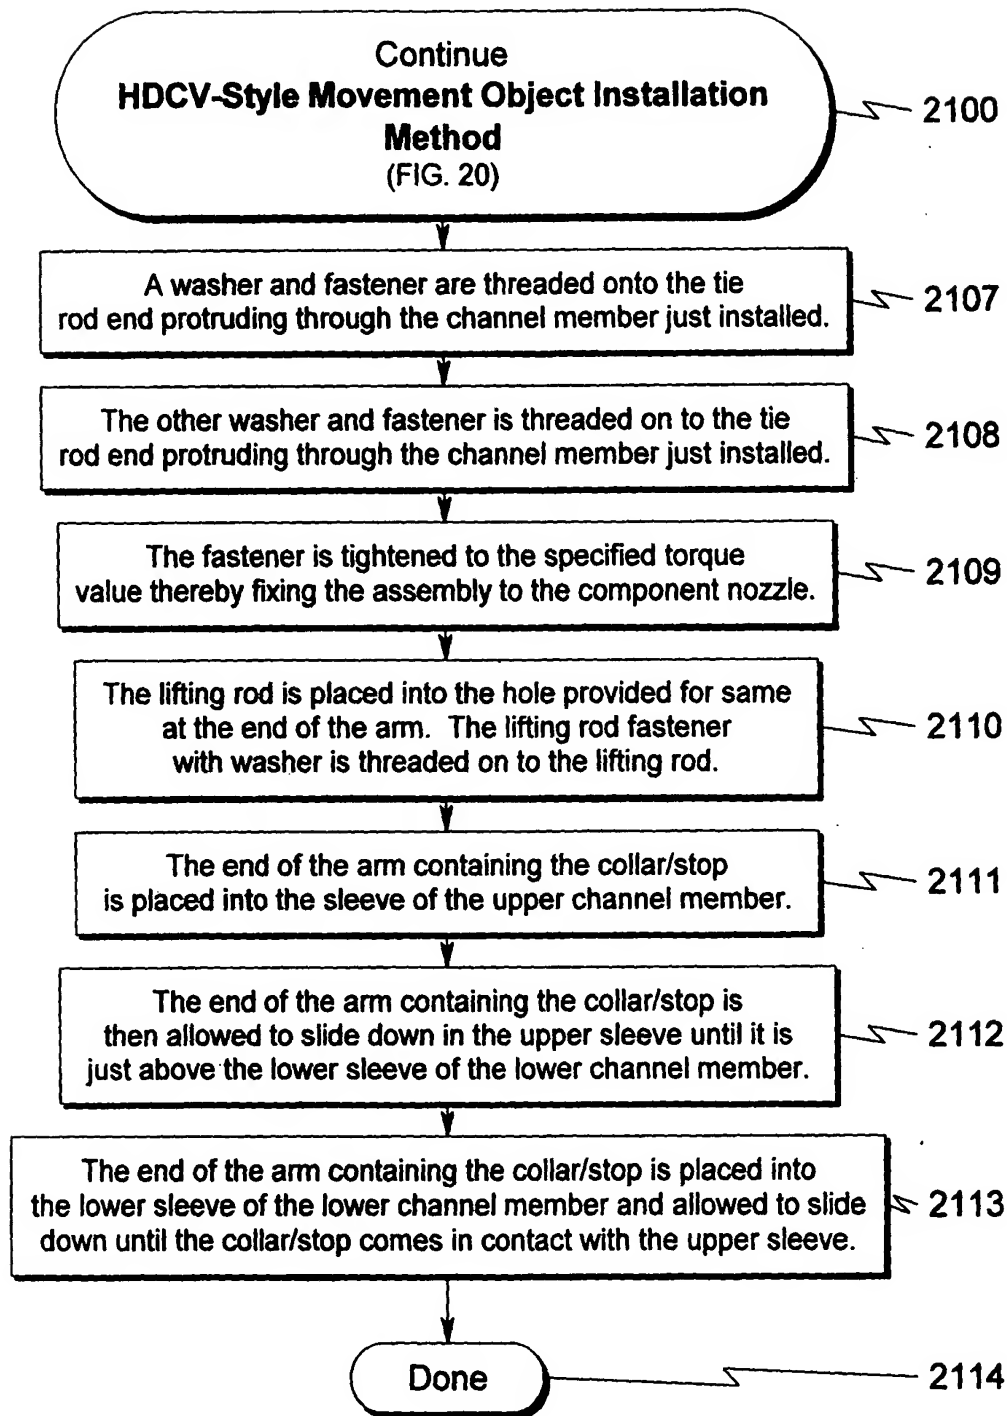 Continue
HDCV-Style Movement Object Installation
Method
(FIG. 20)
2100
A washer and fastener are threaded onto the tie
rod end protruding through the channel member just installed.
2107
The other washer and fastener is threaded on to the tie
rod end protruding through the channel member just installed.
2108
The fastener is tightened to the specified torque
value thereby fixing the assembly to the component nozzle.
2109
The lifting rod is placed into the hole provided for same
at the end of the arm. The lifting rod fastener
with washer is threaded on to the lifting rod.
2110
The end of the arm containing the collar/stop
is placed into the sleeve of the upper channel member.
2111
The end of the arm containing the collar/stop is
then allowed to slide down in the upper sleeve until it is
just above the lower sleeve of the lower channel member.
2112
The end of the arm containing the collar/stop is placed into
the lower sleeve of the lower channel member and allowed to slide
down until the collar/stop comes in contact with the upper sleeve.
2113
Done
2114